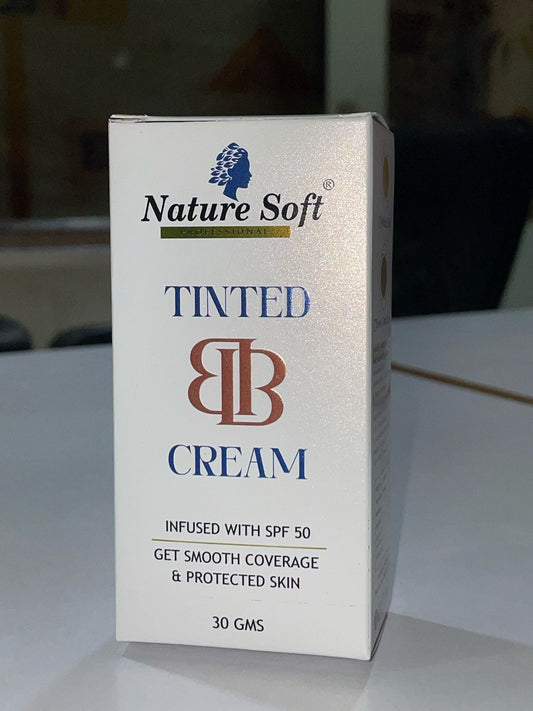 Nature Soft®
PROFESSIONAL
TINTED
BB
CREAM
INFUSED WITH SPF 50
GET SMOOTH COVERAGE
& PROTECTED SKIN
30 GMS